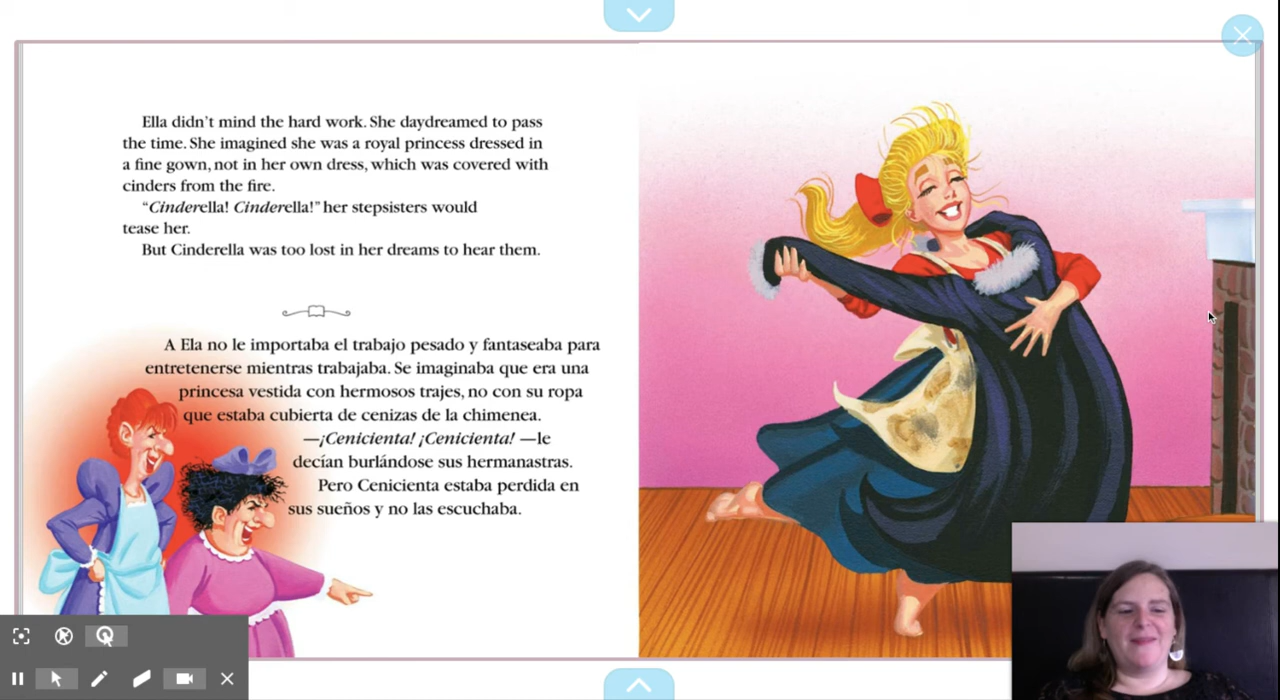 Ella didn't mind the hard work. She daydreamed to pass
the time. She imagined she was a royal princess dressed in
a fine gown, not in her own dress, which was covered with
cinders from the fire.
“Cinderella! Cinderella!” her stepsisters would
tease her.
But Cinderella was too lost in her dreams to hear them.
A Ela no le importaba el trabajo pesado y fantaseaba para
entretenerse mientras trabajaba. Se imaginaba que era una
princesa vestida con hermosos trajes, no con su ropa
que estaba cubierta de cenizas de la chimenea.
—¡Cenicienta! ¡Cenicienta! —le
decían burlándose sus hermanastras.
Pero Cenicienta estaba perdida en
sus sueños y no las escuchaba.